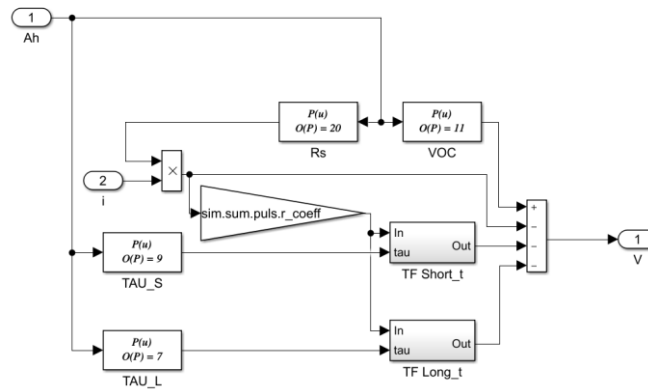 1
Ah
P(u)
O(P) = 20
Rs
P(u)
O(P) = 11
VOC
×
2
i
sim.sum.puls.r_coeff
+
−
−
−
1
V
P(u)
O(P) = 9
TAU_S
In
tau
Out
TF Short_t
P(u)
O(P) = 7
TAU_L
In
tau
Out
TF Long_t